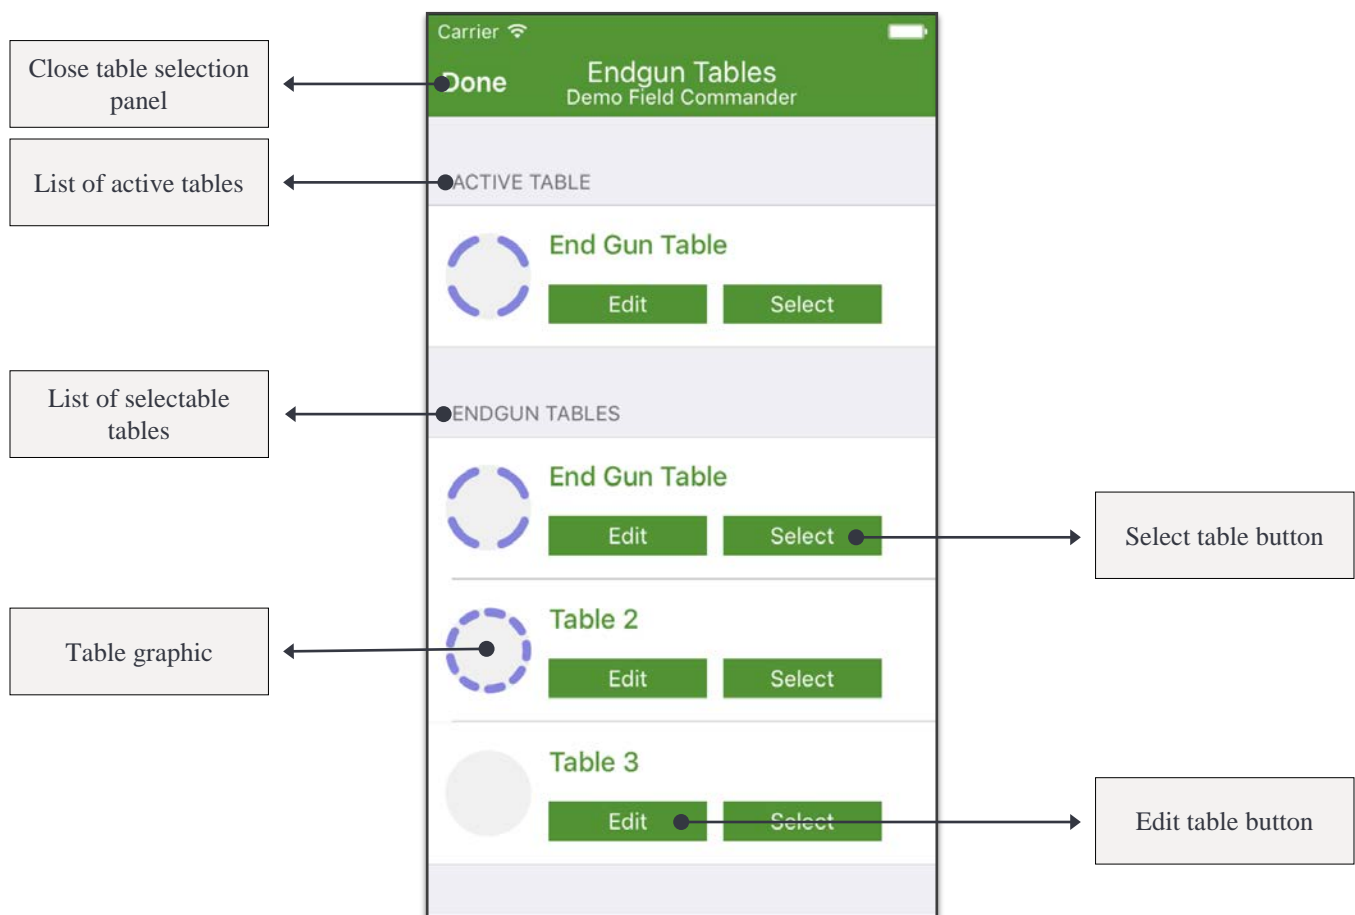 Carrier
Done
Endgun Tables
Demo Field Commander
Close table selection
panel
List of active tables
ACTIVE TABLE
End Gun Table
Edit
Select
List of selectable
tables
ENDGUN TABLES
End Gun Table
Edit
Select
Select table button
Table graphic
Table 2
Edit
Select
Table 3
Edit
Select
Edit table button